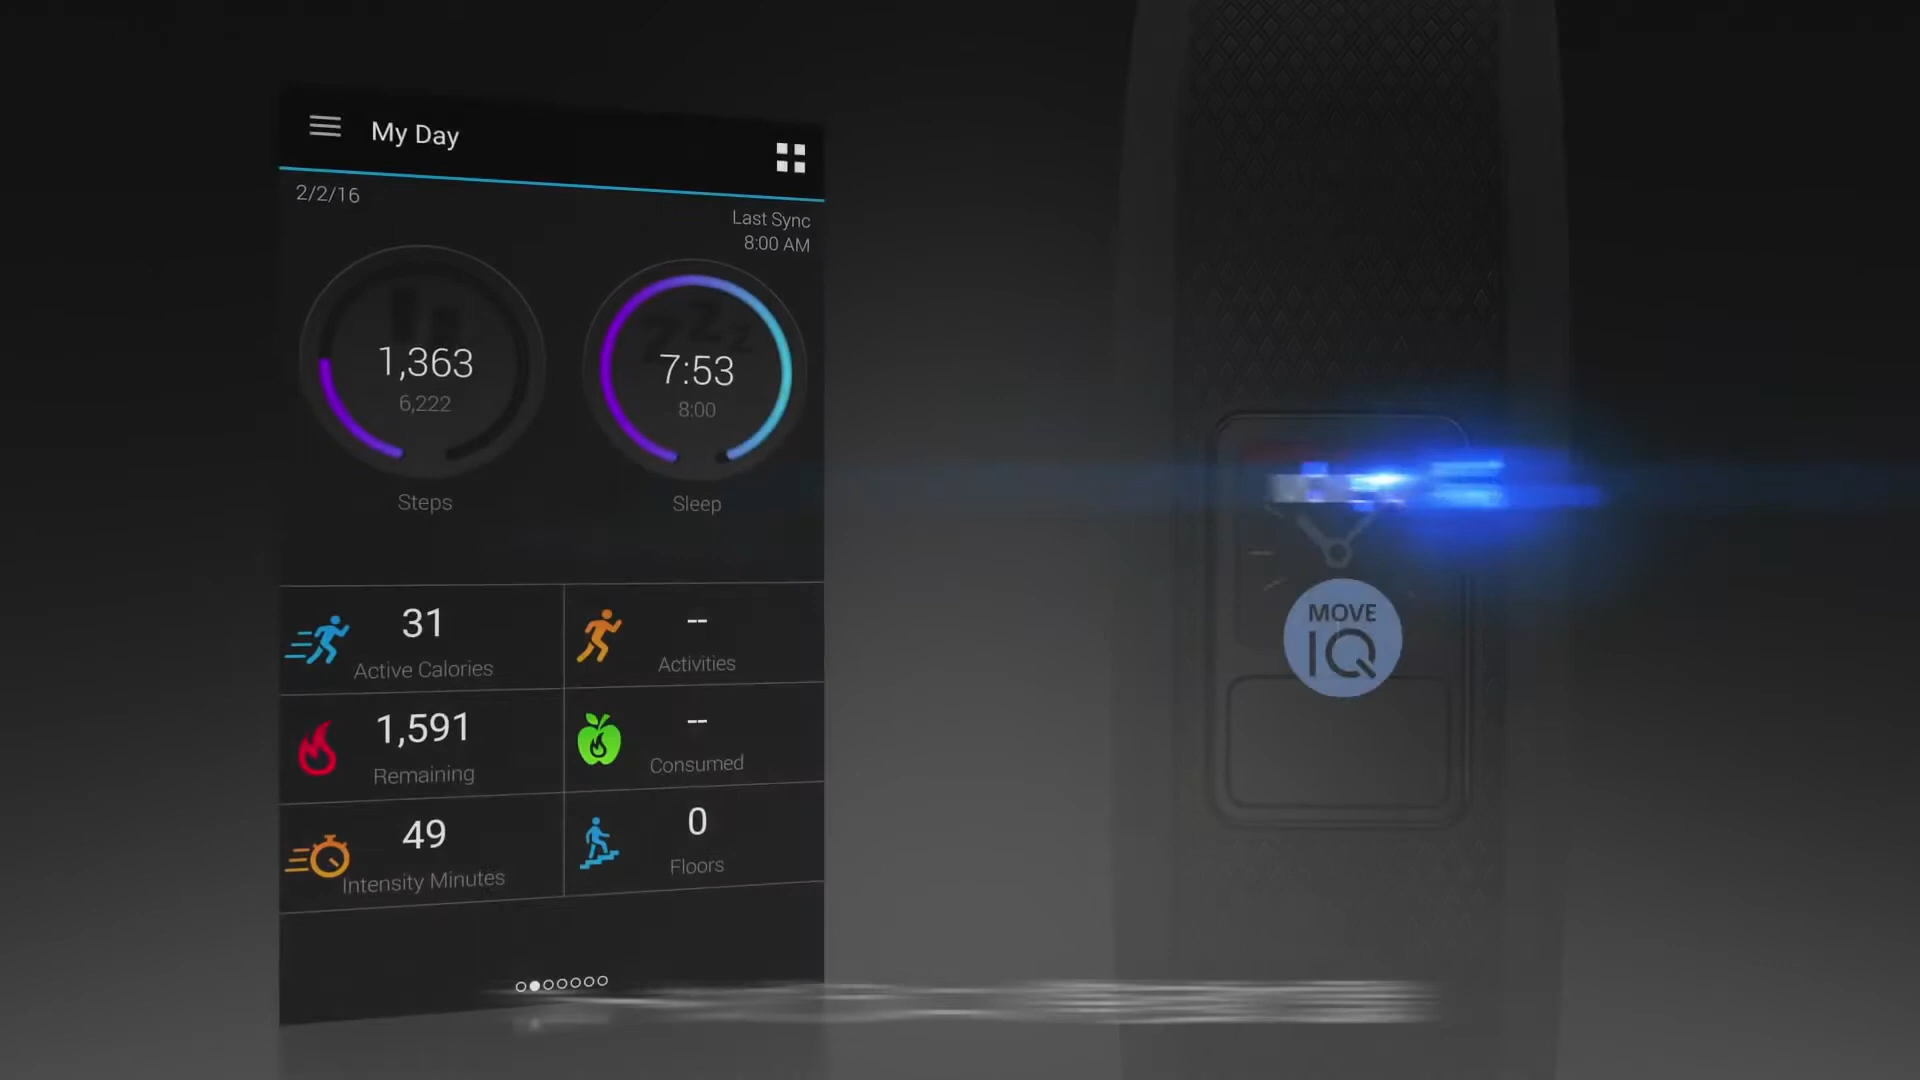 My Day
2/2/16
Last Sync
8:00 AM
1,363
6,222
Steps
7:53
8:00
Sleep
31
Active Calories
--
Activities
1,591
Remaining
--
Consumed
49
Intensity Minutes
0
Floors
MOVE
IQ